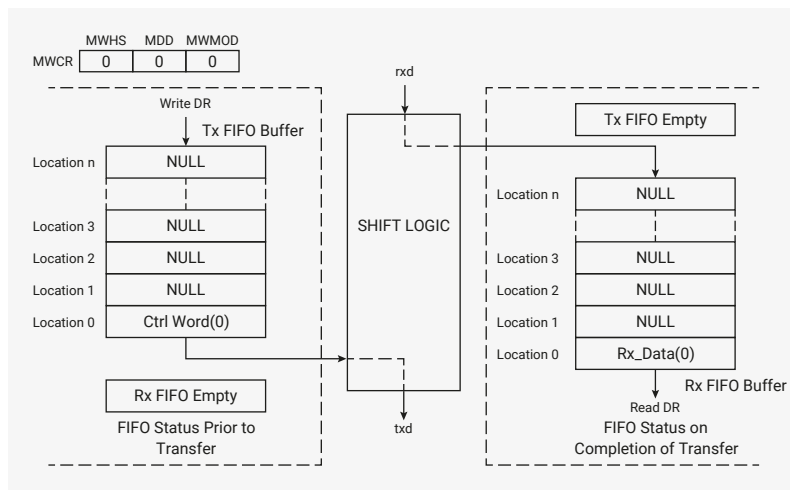 MWHS MDD MWMOD
MWCR 0 0 0
rxd
Write DR
Tx FIFO Buffer
Tx FIFO Empty
Location n NULL
Location n NULL
Location 3 NULL
SHIFT LOGIC
Location 2 NULL
Location 3 NULL
Location 1 NULL
Location 2 NULL
Location 0 Ctrl Word(0)
Location 1 NULL
Location 0 Rx_Data(0)
Rx FIFO Empty
Rx FIFO Buffer
Read DR
txd
FIFO Status Prior to
Transfer
FIFO Status on
Completion of Transfer